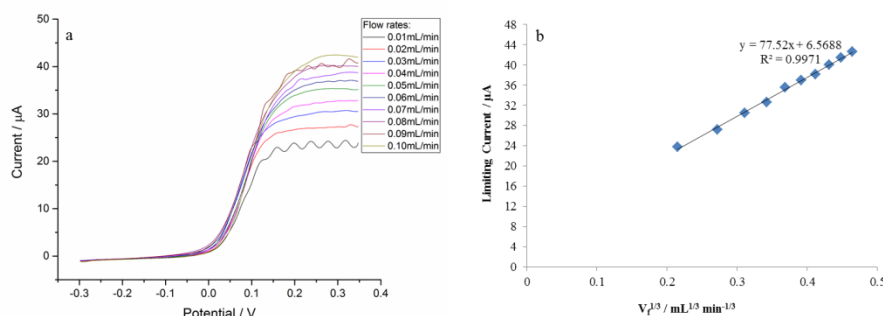 a
Flow rates:
0.01mL/min
0.02mL/min
0.03mL/min
0.04mL/min
0.05mL/min
0.06mL/min
0.07mL/min
0.08mL/min
0.09mL/min
0.10mL/min
50
40
30
20
10
0
Current / µA
-0.3 -0.2 -0.1 0.0 0.1 0.2 0.3 0.4
Potential / V
b
y = 77.52x + 6.5688
R² = 0.9971
48
44
40
36
32
28
24
20
16
12
8
4
0
Limiting Current / µA
0 0.1 0.2 0.3 0.4 0.5
Vf^1/3 / mL^1/3 min^-1/3